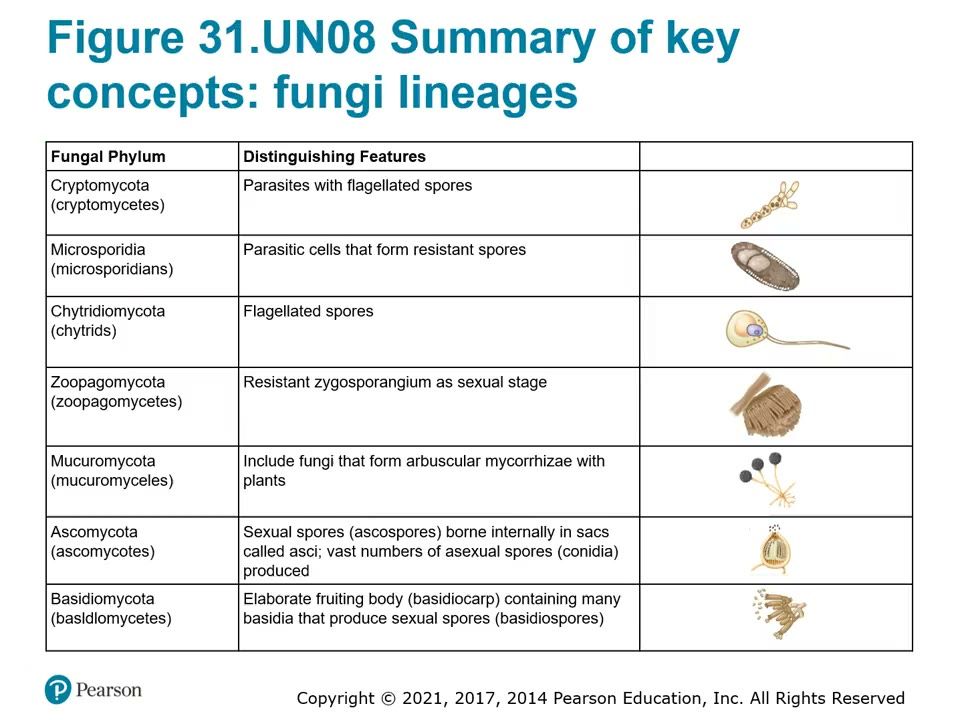 Figure 31.UN08 Summary of key
concepts: fungi lineages
Fungal Phylum
Distinguishing Features
Cryptomycota
(cryptomycetes)
Parasites with flagellated spores
Microsporidia
(microsporidians)
Parasitic cells that form resistant spores
Chytridiomycota
(chytrids)
Flagellated spores
Zoopagomycota
(zoopagomycetes)
Resistant zygosporangium as sexual stage
Mucuromycota
(mucuromyceles)
Include fungi that form arbuscular mycorrhizae with
plants
Ascomycota
(ascomycotes)
Sexual spores (ascospores) borne internally in sacs
called asci; vast numbers of asexual spores (conidia)
produced
Basidiomycota
(basldlomycetes)
Elaborate fruiting body (basidiocarp) containing many
basidia that produce sexual spores (basidiospores)
Pearson
Copyright © 2021, 2017, 2014 Pearson Education, Inc. All Rights Reserved